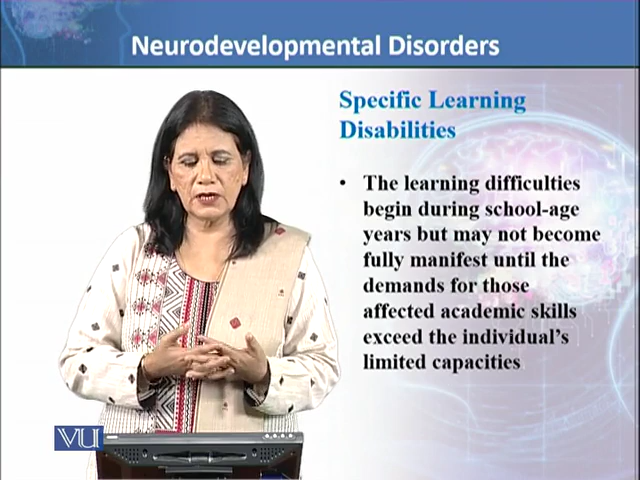 Neurodevelopmental Disorders
Specific Learning
Disabilities
• The learning difficulties
begin during school-age
years but may not become
fully manifest until the
demands for those
affected academic skills
exceed the individual's
limited capacities
VU